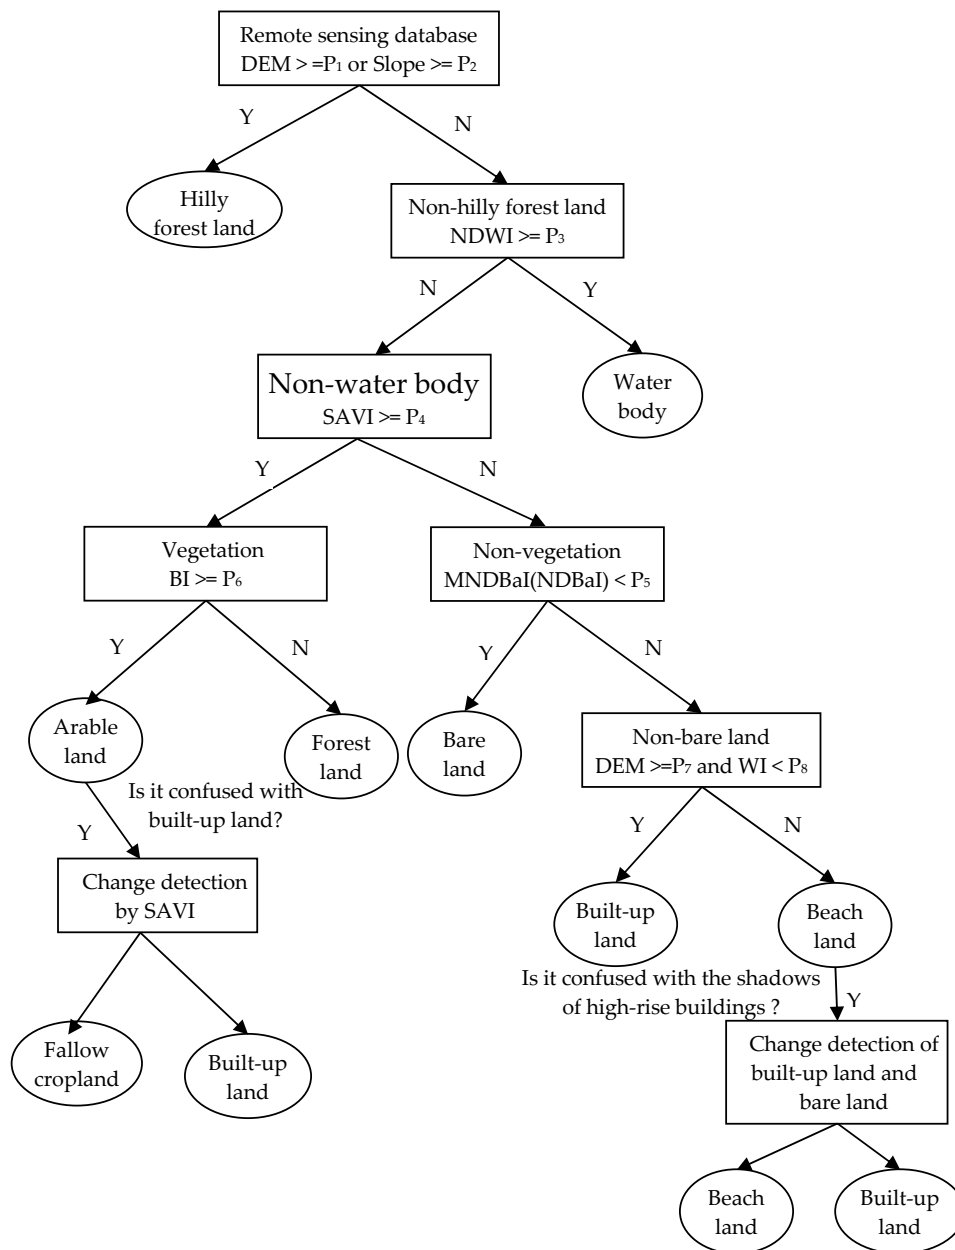 Remote sensing database
DEM > =P1 or Slope >= P2
Y
N
Hilly
forest land
Non-hilly forest land
NDWI >= P3
N
Y
Non-water body
SAVI >= P4
Water
body
Y
N
Vegetation
BI >= P6
Non-vegetation
MNDBaI(NDBaI) < P5
Y
N
Y
N
Arable
land
Forest
land
Bare
land
Non-bare land
DEM >=P7 and WI < P8
Is it confused with
built-up land?
Y
Y
N
Change detection
by SAVI
Built-up
land
Beach
land
Is it confused with the shadows
of high-rise buildings ?
Y
Fallow
cropland
Built-up
land
Change detection of
built-up land and
bare land
Beach
land
Built-up
land